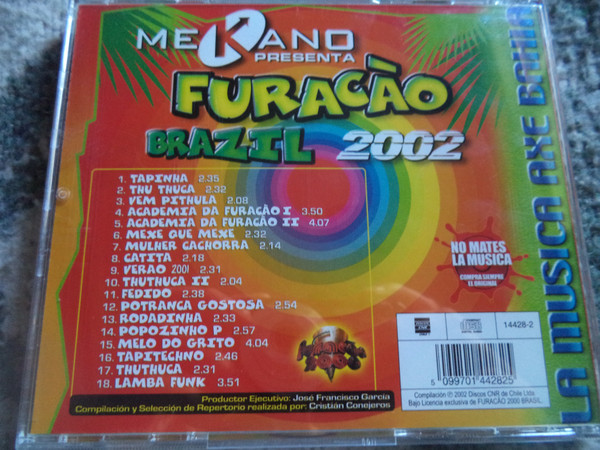 MEKANO
PRESENTA
FURACÀO
BRAZIL 2002
1. TAPINHA 2.35
2. THU THUCA 2.32
3. VEM PITHULA 2.08
4. ACADEMIA DA FURACÀO I 3.50
5. ACADEMIA DA FURACÀO II 4.07
6. MEXE QUE MEXE 2.32
7. MULHER CACHORRA 2.14
8. GATITA 2.18
9. VERAO 2001 2.31
10. THUTHUCA II 2.04
11. FEDIDO 2.38
12. POTRANCA GOSTOSA 2.54
13. RODADINHA 2.33
14. POPOZINHO P 2.57
15. MELO DO GRITO 4.04
16. TAPITECHNO 2.46
17. THUTHUCA 2.31
18. LAMBA FUNK 3.51
Productor Ejecutivo: José Francisco García
Compilación y Selección de Repertorio realizada por: Cristián Conejeros
NO MATES
LA MUSICA
COMPRA SIEMPRE
EL ORIGINAL
14428-2
5 099701 442825
Compilación ℗ 2002 Discos CNR de Chile Ltda.
Bajo Licencia exclusiva de FURACÀO 2000 BRASIL.
LA MUSICA AXE BAHIA